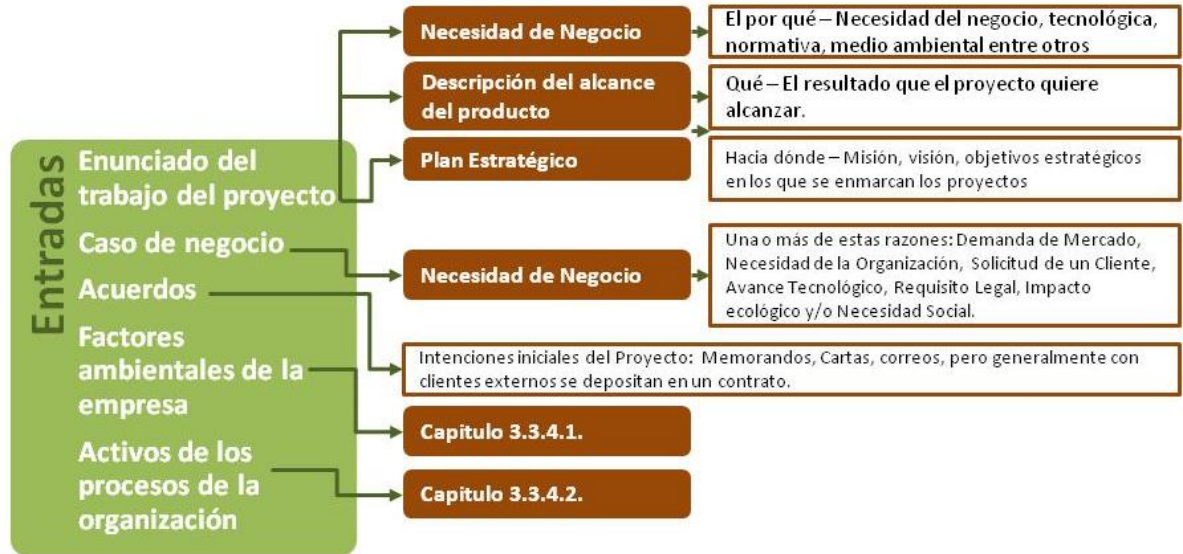 Entradas
Enunciado del
trabajo del proyecto
Caso de negocio
Acuerdos
Factores
ambientales de la
empresa
Activos de los
procesos de la
organización
Necesidad de Negocio
El por qué – Necesidad del negocio, tecnológica,
normativa, medio ambiental entre otros
Descripción del alcance
del producto
Qué – El resultado que el proyecto quiere
alcanzar.
Plan Estratégico
Hacia dónde – Misión, visión, objetivos estratégicos
en los que se enmarcan los proyectos
Necesidad de Negocio
Una o más de estas razones: Demanda de Mercado,
Necesidad de la Organización, Solicitud de un Cliente,
Avance Tecnológico, Requisito Legal, Impacto
ecológico y/o Necesidad Social.
Intenciones iniciales del Proyecto: Memorandos, Cartas, correos, pero generalmente con
clientes externos se depositan en un contrato.
Capitulo 3.3.4.1.
Capitulo 3.3.4.2.